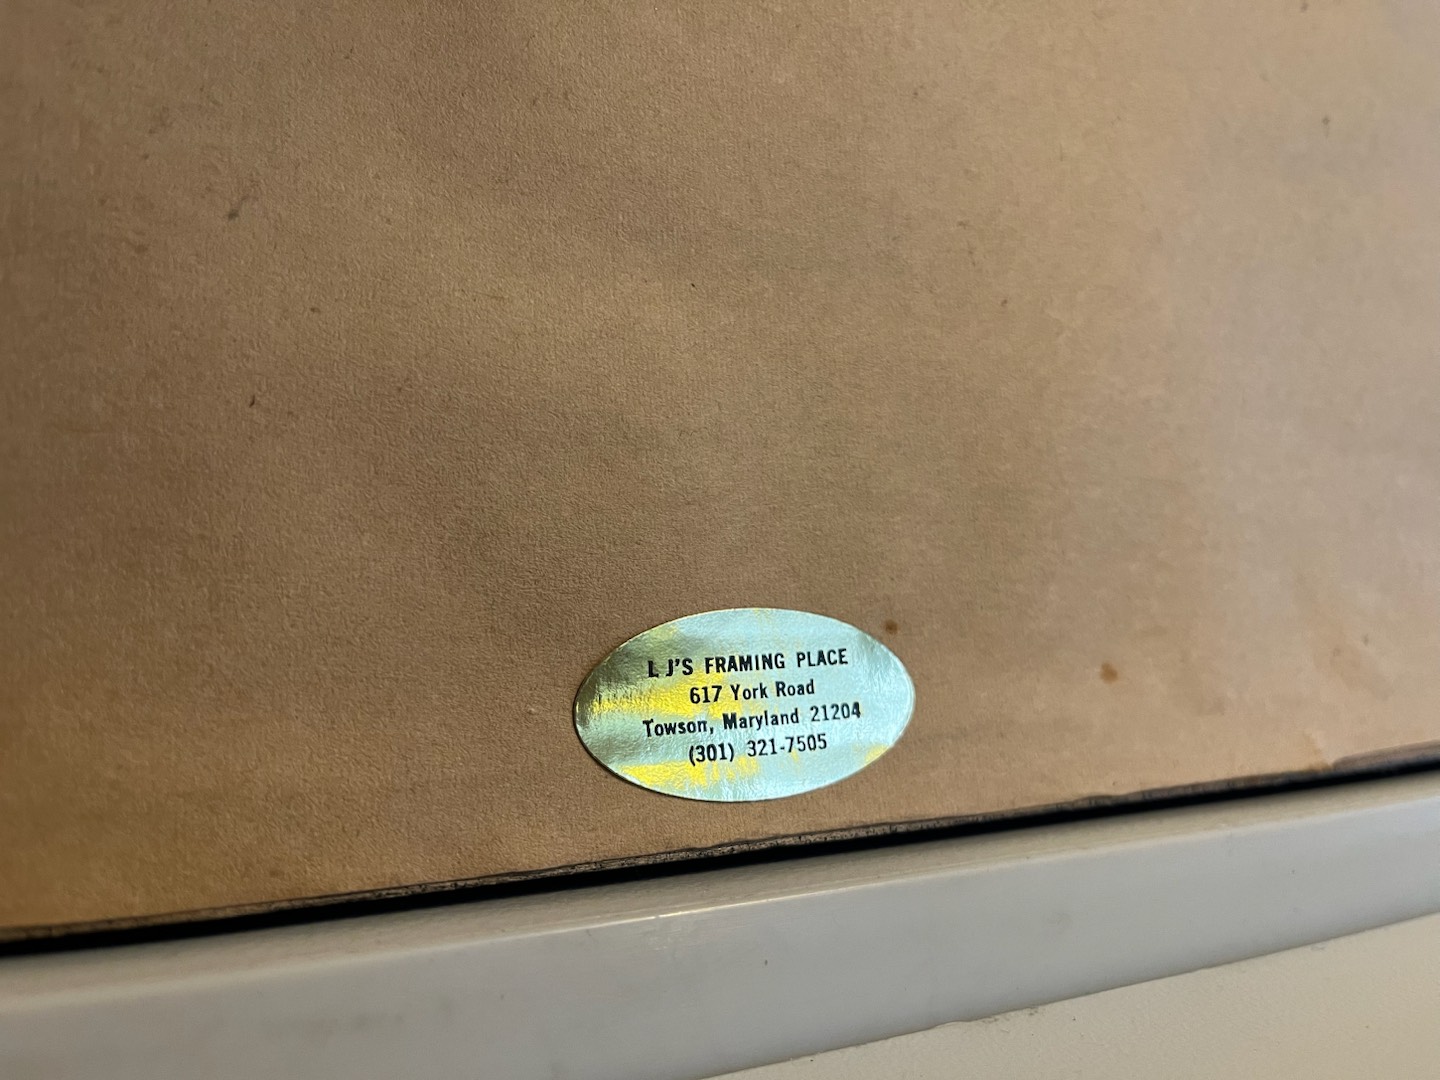 L J'S FRAMING PLACE
617 York Road
Towson, Maryland 21204
(301) 321-7505